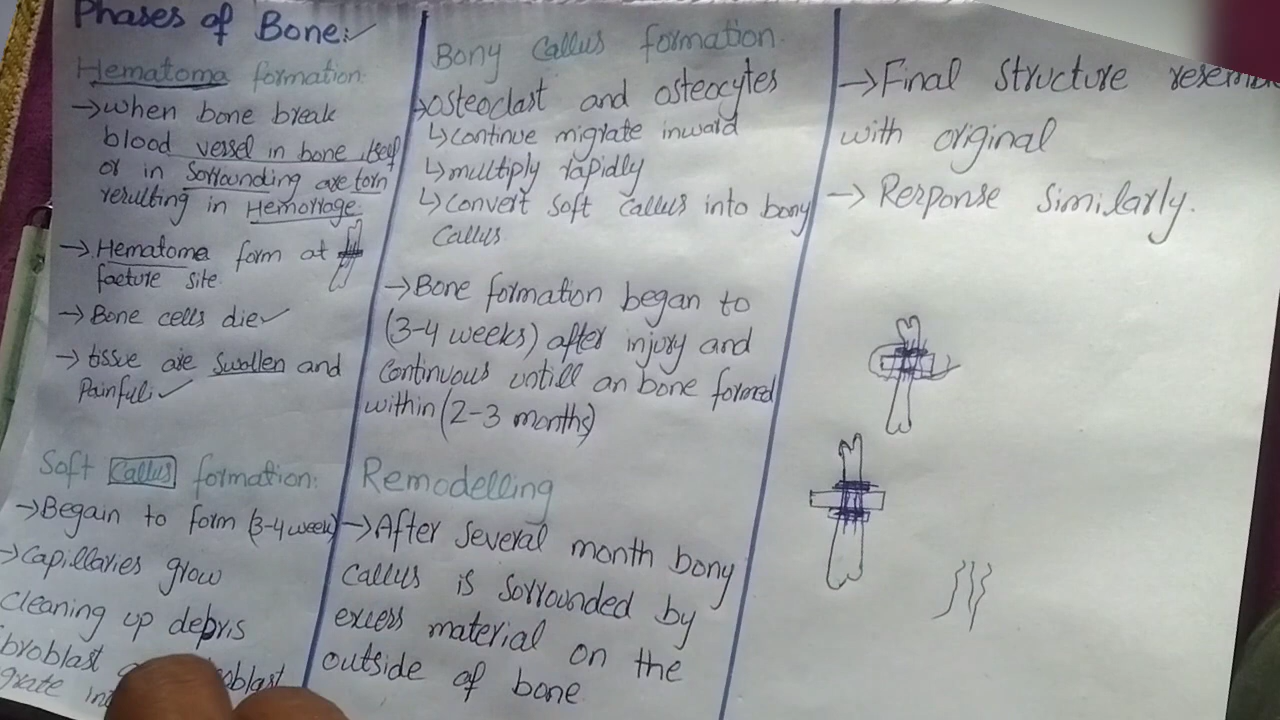 Phases of Bone:
Hematoma formation:
→when bone break
blood vessel in bone itself
or in Sorrounding are torn
resulting in Hemorrage.
→Hematoma form at
facture site.
→Bone cells die
→ tissue are Swollen and
Painful:
Soft Callus formation:
→Begain to form (3-4 week)
→Capillaries grow
cleaning up debris
broblast
grate
Bony Callus formation.
→osteoclast and osteocytes
↳continue migrate inward
↳multiply rapidly
↳convert soft callus into bony
callus
→Bone formation began to
(3-4 weeks) after injury and
continuous untill an bone formed
within (2-3 months)
Remodelling
→After several month bony
callus is sorrounded by
excess material on the
outside of bone
→Final structure resem
with original
→ Response similarly.